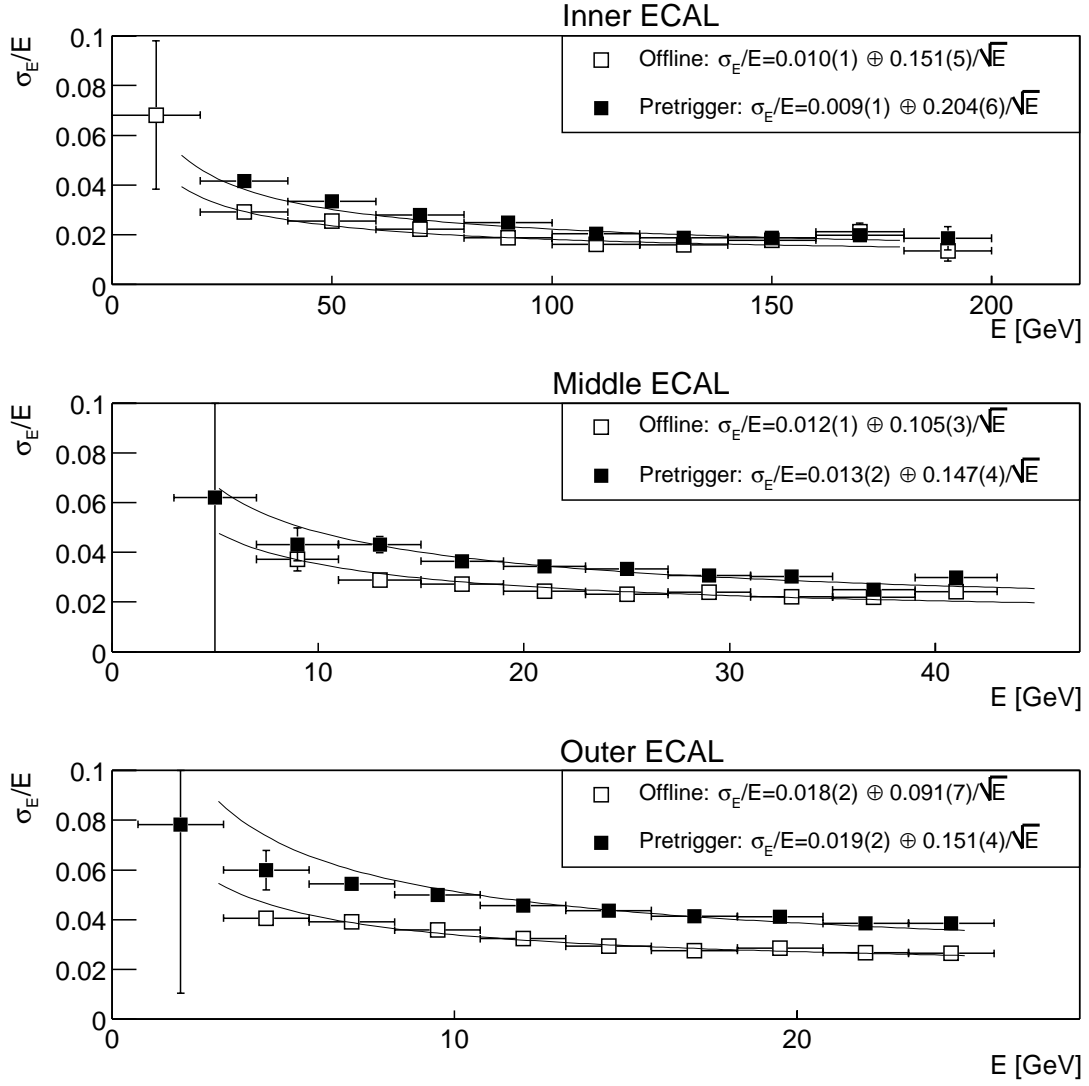 Inner ECAL
σE/E
0.1
0.08
0.06
0.04
0.02
0
Offline: σE/E=0.010(1) ⊕ 0.151(5)/√E
Pretrigger: σE/E=0.009(1) ⊕ 0.204(6)/√E
0 50 100 150 200
E [GeV]
Middle ECAL
σE/E
0.1
0.08
0.06
0.04
0.02
0
Offline: σE/E=0.012(1) ⊕ 0.105(3)/√E
Pretrigger: σE/E=0.013(2) ⊕ 0.147(4)/√E
0 10 20 30 40
E [GeV]
Outer ECAL
σE/E
0.1
0.08
0.06
0.04
0.02
0
Offline: σE/E=0.018(2) ⊕ 0.091(7)/√E
Pretrigger: σE/E=0.019(2) ⊕ 0.151(4)/√E
0 10 20
E [GeV]